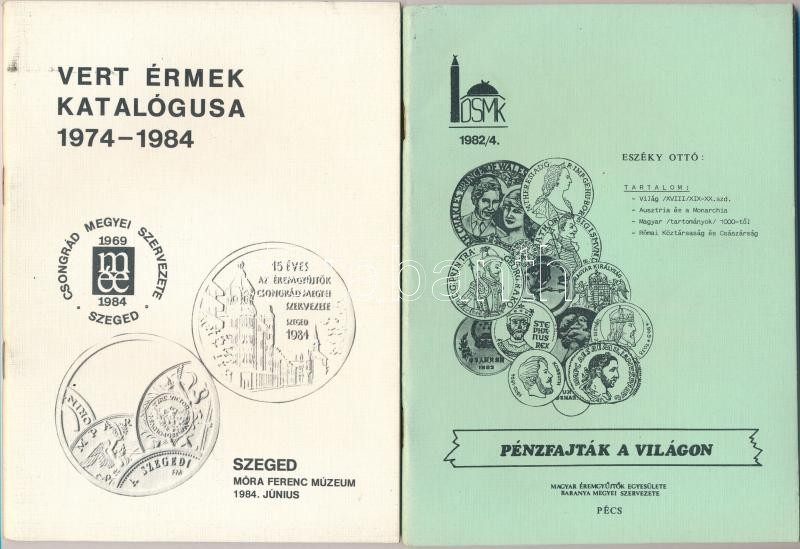 VERT ÉRMEK
KATALÓGUSA
1974–1984
CSONGRÁD MEGYEI SZERVEZETE
1969
mée
1984
SZEGED
15 ÉVES
AZ ÉREMGYŰJTŐK
CSONGRÁD MEGYEI
SZERVEZETE
SZEGED
1984
SZEGEDI
SZEGED
MÓRA FERENC MÚZEUM
1984. JÚNIUS
DSMK
1982/4.
ESZÉKY OTTÓ:
TARTALOM:
- Világ /XVIII/XIX-XX.szd.
- Ausztria és a Monarchia
- Magyar /tartományok/ 1000-től
- Római Köztársaság és Császárság
STE
PHA
NUS
REX
PÉNZFAJTÁK A VILÁGON
MAGYAR ÉREMGYŰJTŐK EGYESÜLETE
BARANYA MEGYEI SZERVEZETE
PÉCS